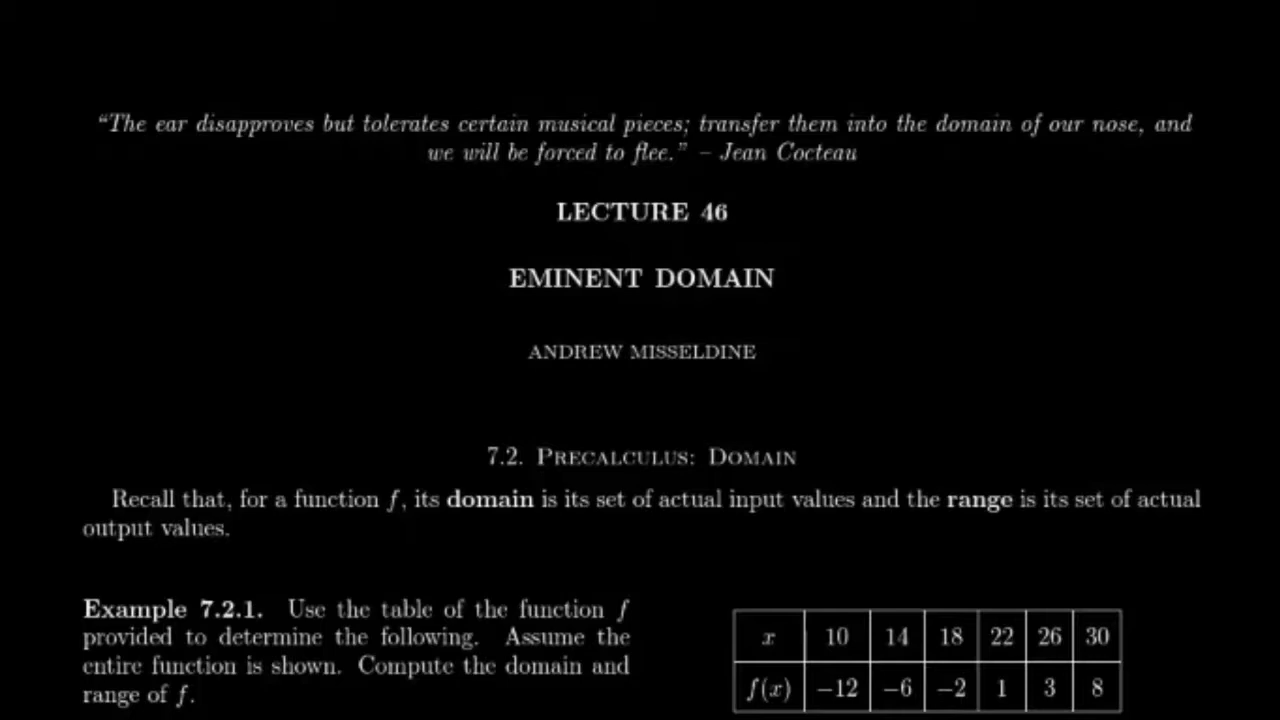 “The ear disapproves but tolerates certain musical pieces; transfer them into the domain of our nose, and
we will be forced to flee.” – Jean Cocteau
LECTURE 46
EMINENT DOMAIN
ANDREW MISSELDINE
7.2. Precalculus: Domain
Recall that, for a function f, its domain is its set of actual input values and the range is its set of actual
output values.
Example 7.2.1. Use the table of the function f
provided to determine the following. Assume the
entire function is shown. Compute the domain and
range of f.
x 10 14 18 22 26 30
f(x) −12 −6 −2 1 3 8